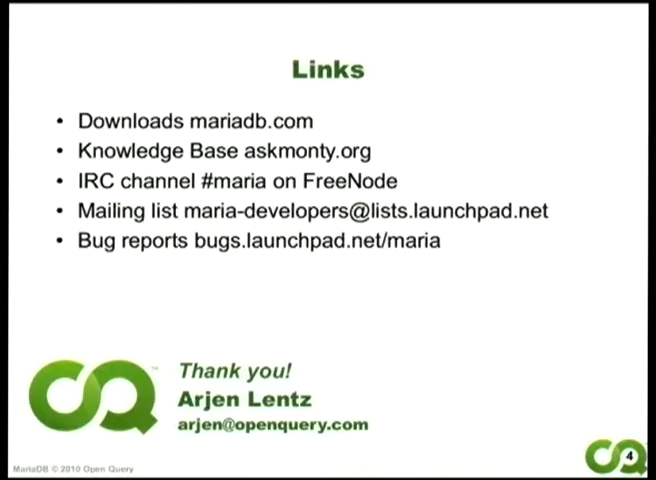 Links
• Downloads mariadb.com
• Knowledge Base askmonty.org
• IRC channel #maria on FreeNode
• Mailing list maria-developers@lists.launchpad.net
• Bug reports bugs.launchpad.net/maria
Thank you!
Arjen Lentz
arjen@openquery.com
MariaDB © 2010 Open Query
4